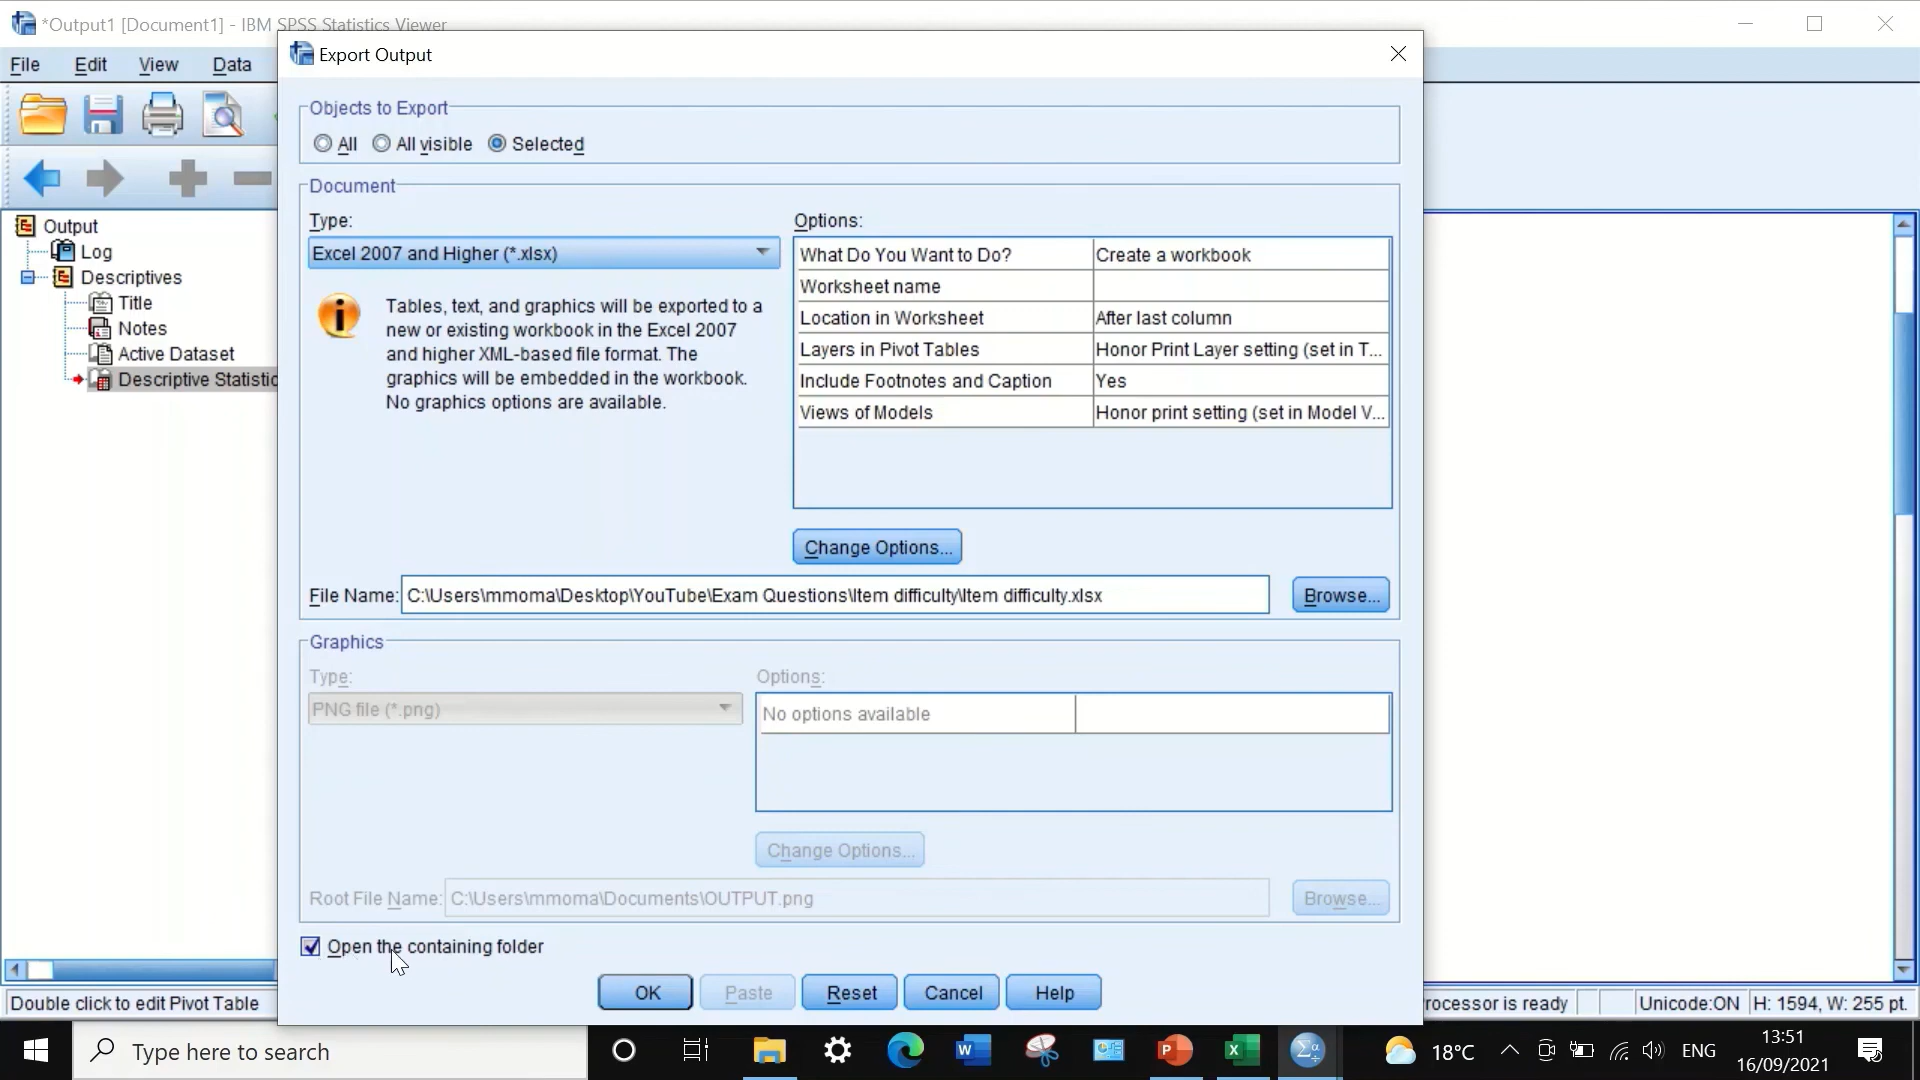 *Output1 [Document1] - IBM SPSS Statistics Viewer
File Edit View Data
Export Output
Objects to Export
All All visible Selected
Document
Type:
Options:
Excel 2007 and Higher (*.xlsx)
Tables, text, and graphics will be exported to a
new or existing workbook in the Excel 2007
and higher XML-based file format. The
graphics will be embedded in the workbook.
No graphics options are available.
What Do You Want to Do? Create a workbook
Worksheet name
Location in Worksheet After last column
Layers in Pivot Tables Honor Print Layer setting (set in T...
Include Footnotes and Caption Yes
Views of Models Honor print setting (set in Model V...
Change Options...
File Name: C:\Users\mmoma\Desktop\YouTube\Exam Questions\Item difficulty\Item difficulty.xlsx Browse...
Graphics
Type:
Options:
PNG file (*.png)
No options available
Change Options...
Root File Name: C:\Users\mmoma\Documents\OUTPUT.png Browse...
Open the containing folder
OK Paste Reset Cancel Help
Output
Log
Descriptives
Title
Notes
Active Dataset
Descriptive Statistic
Double click to edit Pivot Table
rocessor is ready Unicode:ON H: 1594, W: 255 pt.
Type here to search
18°C ENG 13:51
16/09/2021